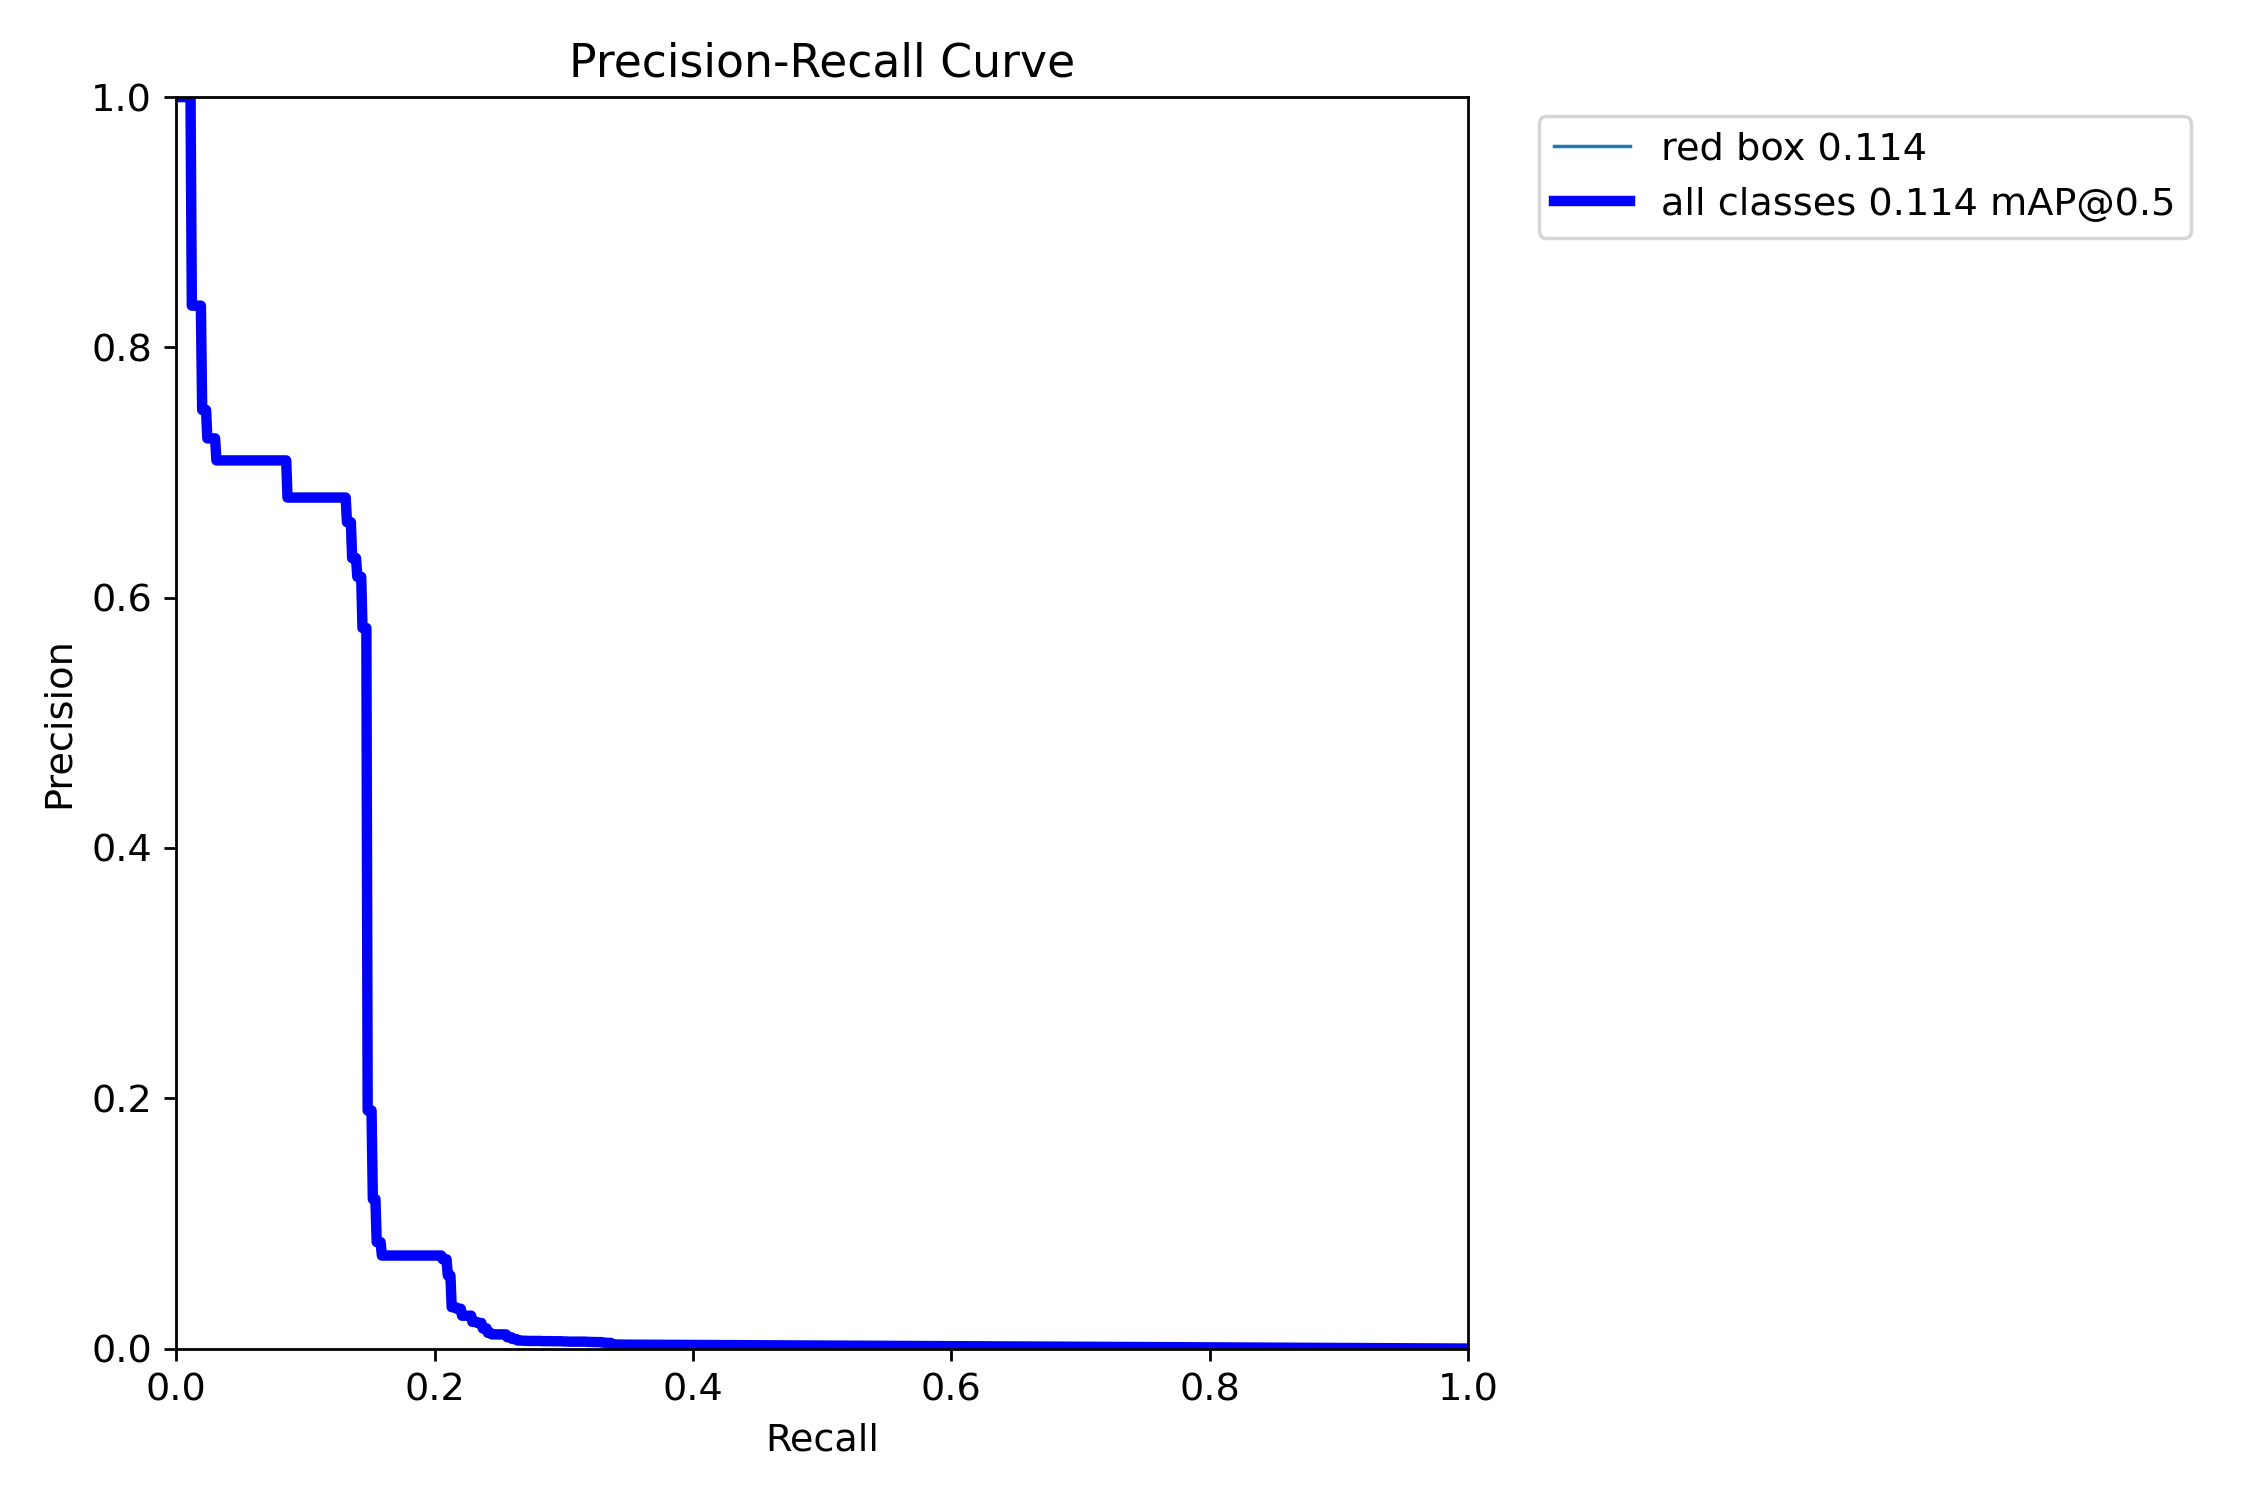 Precision-Recall Curve
red box 0.114
all classes 0.114 mAP@0.5
Precision
1.0
0.8
0.6
0.4
0.2
0.0
0.0 0.2 0.4 0.6 0.8 1.0
Recall